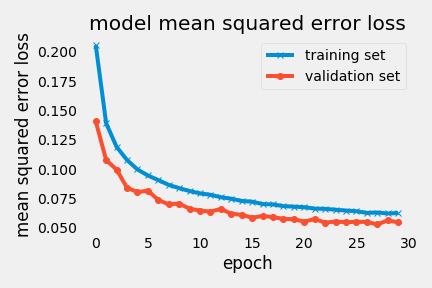 model mean squared error loss
mean squared error loss
0.200
0.175
0.150
0.125
0.100
0.075
0.050
training set
validation set
0 5 10 15 20 25 30
epoch